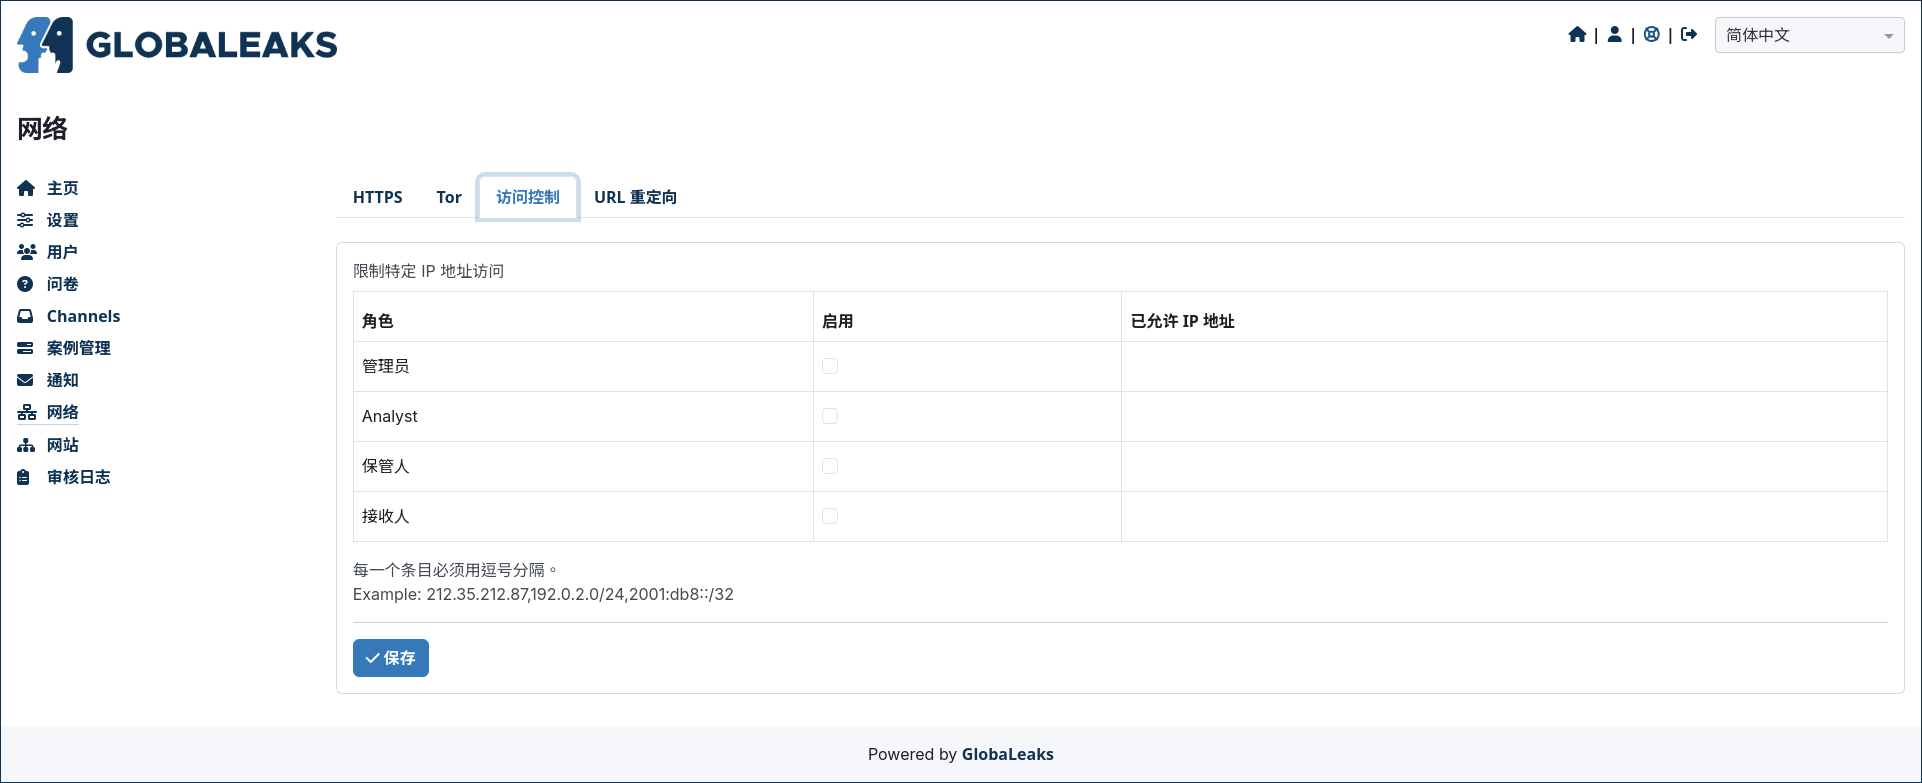 GLOBALEAKS
| | | 简体中文
网络
主页
设置
用户
问卷
Channels
案例管理
通知
网络
网站
审核日志
HTTPS Tor 访问控制 URL 重定向
限制特定 IP 地址访问
角色 启用 已允许 IP 地址
管理员
Analyst
保管人
接收人
每一个条目必须用逗号分隔。
Example: 212.35.212.87,192.0.2.0/24,2001:db8::/32
保存
Powered by GlobaLeaks